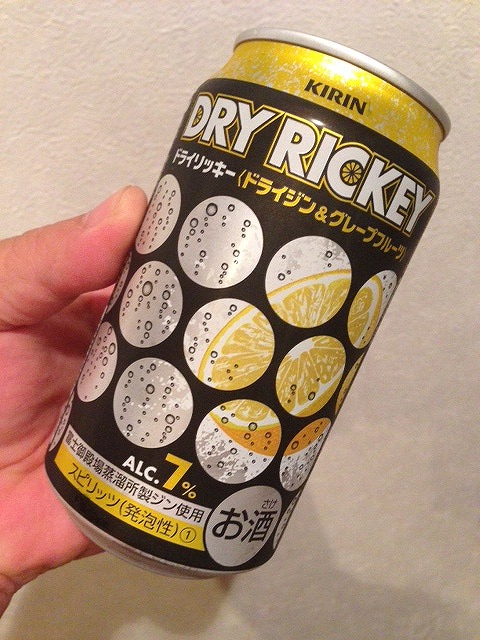 KIRIN
DRY RICKEY
ドライリッキー〈ドライジン&グレープフルーツ〉
ALC. 7%
富士御殿場蒸溜所製ジン使用
スピリッツ(発泡性)①
さけ
お酒